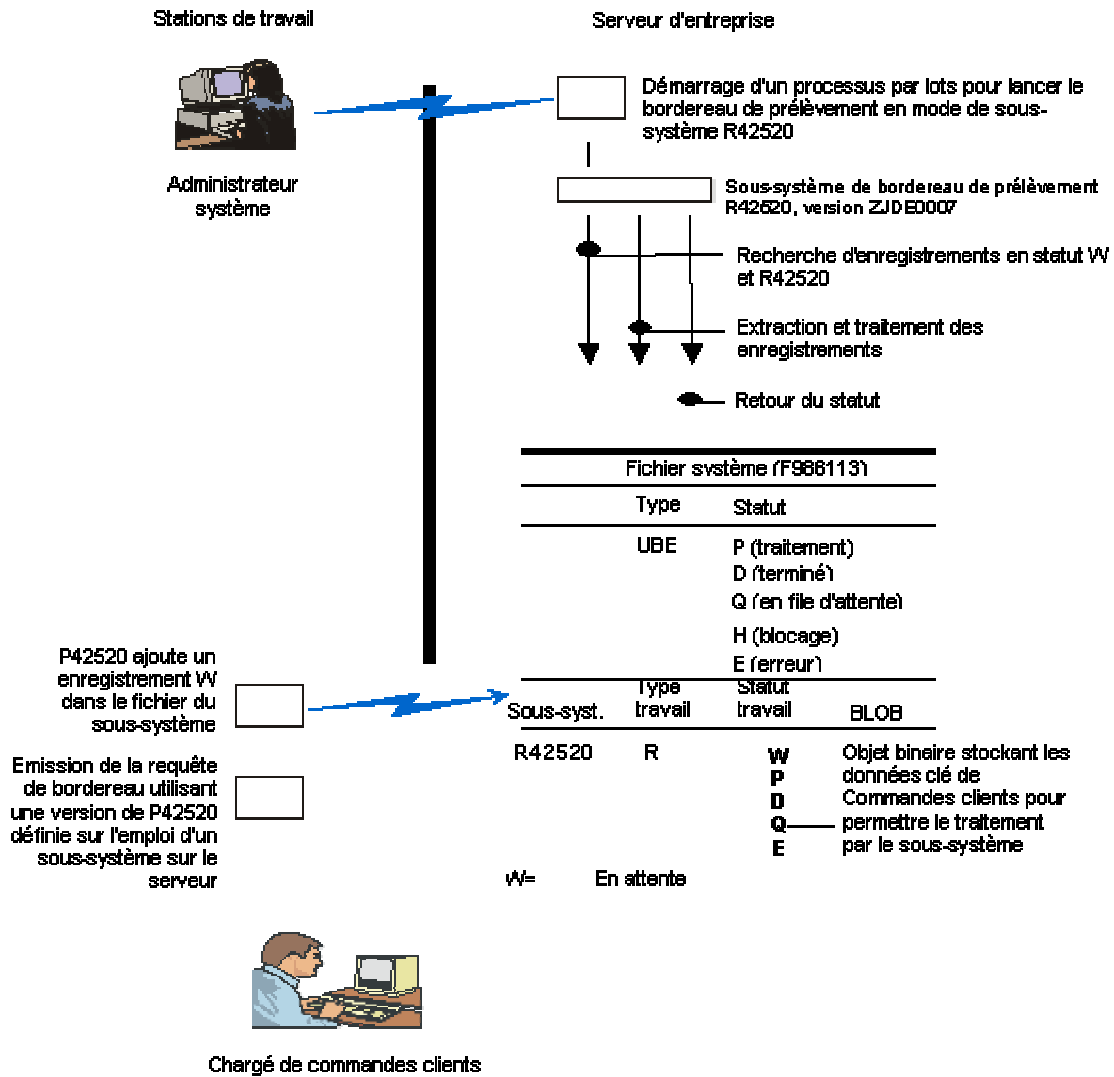 Stations de travail
Serveur d'entreprise
Démarrage d'un processus par lots pour lancer le
bordereau de prélèvement en mode de sous-
système R42520
Administrateur
système
Sous-système de bordereau de prélèvement
R42520, version ZJDE0007
Recherche d'enregistrements en statut W
et R42520
Extraction et traitement des
enregistrements
Retour du statut
Fichier système (F986113)
Type Statut
UBE P (traitement)
D (terminé)
Q (en file d'attente)
H (blocage)
E (erreur)
P42520 ajoute un
enregistrement W
dans le fichier du
sous-système
Sous-syst. Type travail Statut travail BLOB
R42520 R W Objet binaire stockant les
P données clé de
D Commandes clients pour
Q permettre le traitement
E par le sous-système
Emission de la requête
de bordereau utilisant
une version de P42520
définie sur l'emploi d'un
sous-système sur le
serveur
W= En attente
Chargé de commandes clients